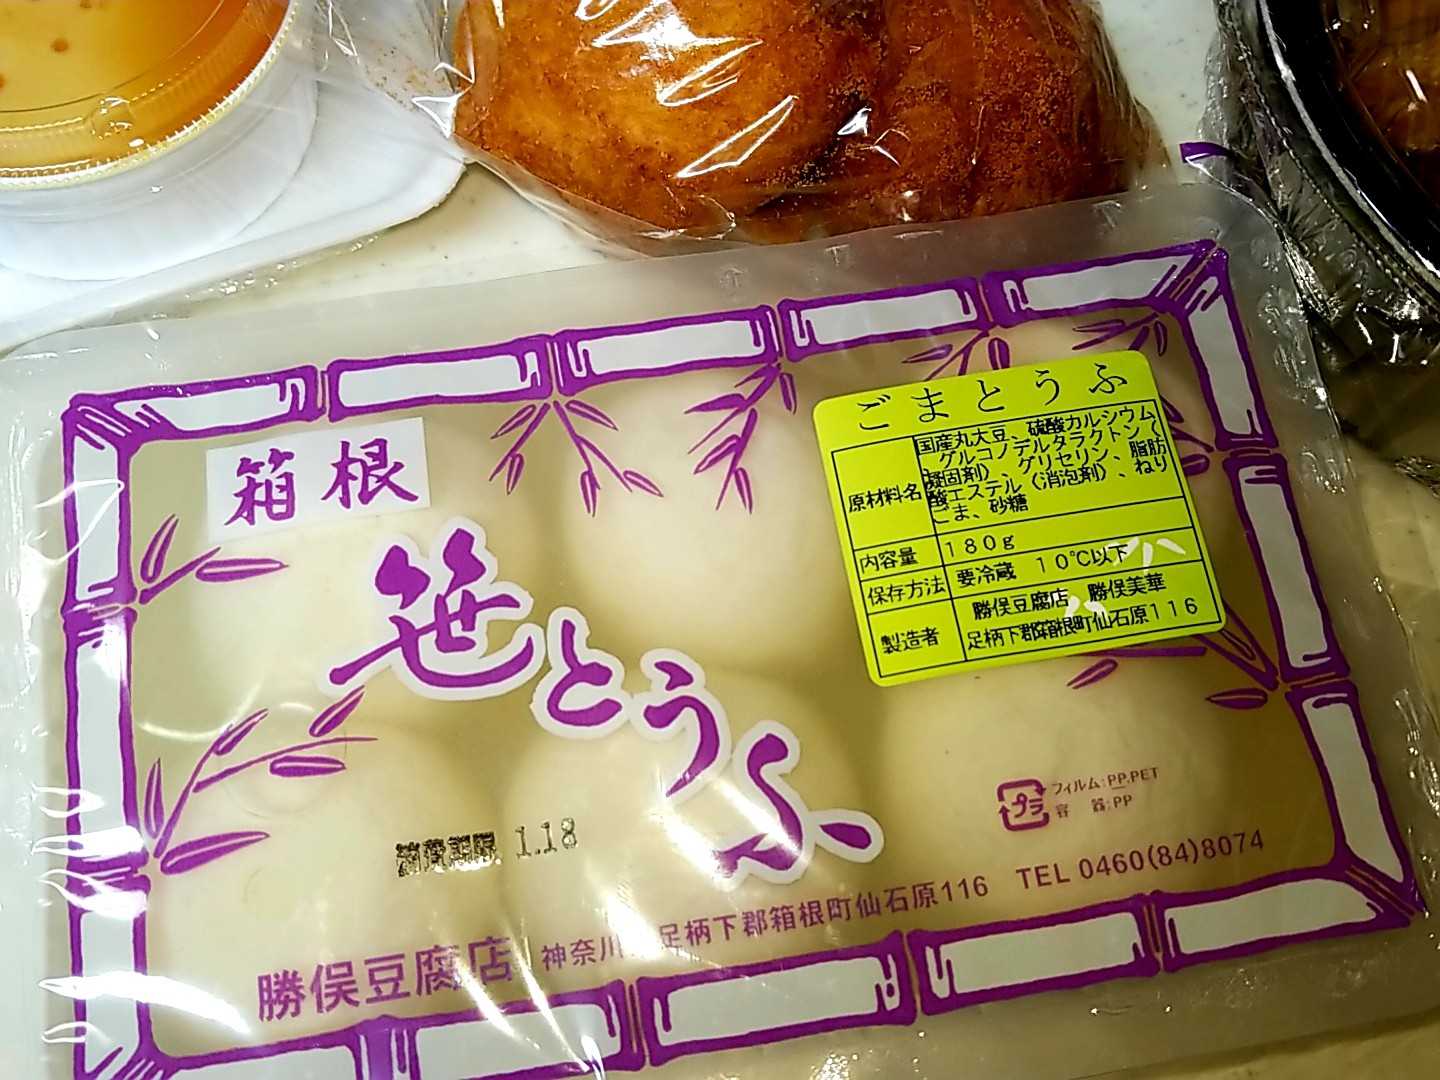 箱根
笹とうふ
ごまとうふ
原材料名
国産丸大豆、硫酸カルシウム
、グルコノデルタラクトン(
凝固剤)、グリセリン、脂肪
酸エステル(消泡剤)、ねり
ごま、砂糖
内容量 180g
保存方法 要冷蔵 10℃以下
製造者
勝俣豆腐店 勝俣美華
足柄下郡箱根町仙石原116
プラ
フィルム:PP.PET
容器:PP
消費期限 1.18
勝俣豆腐店 神奈川 足柄下郡箱根町仙石原116 TEL 0460(84)8074